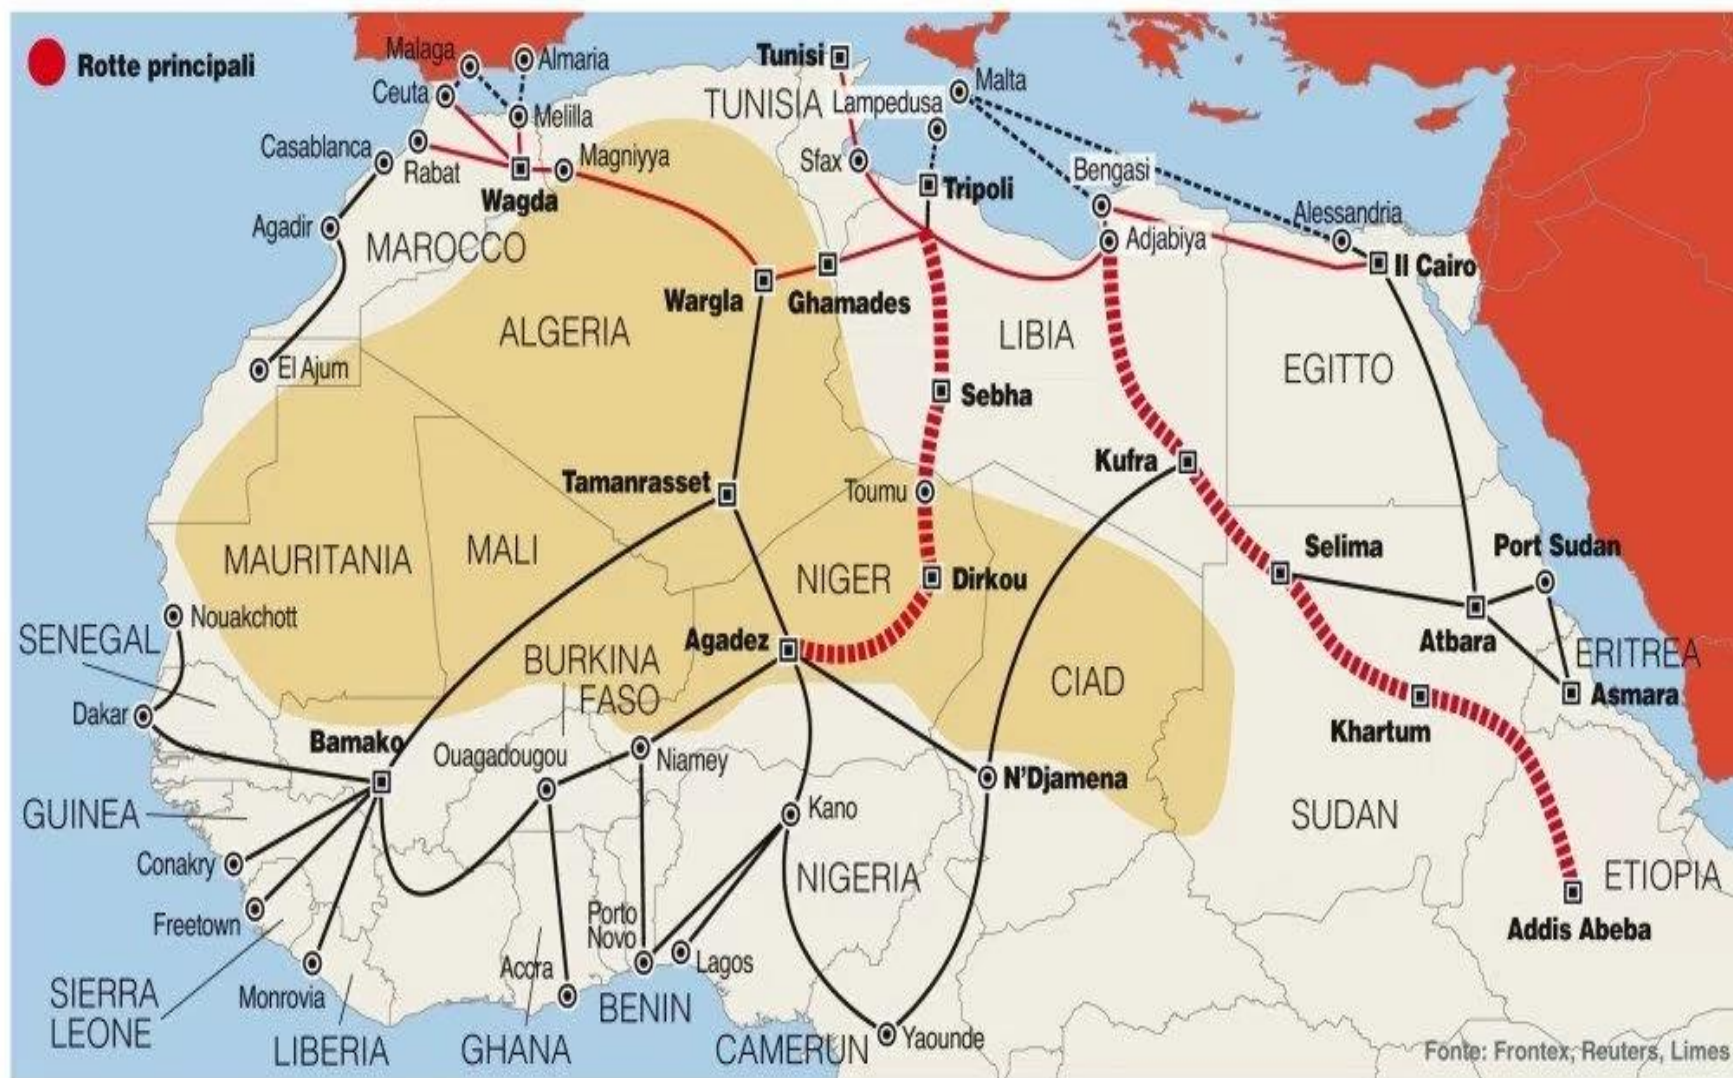 Rotte principali
Malaga
Almaria
Tunisi
Ceuta
Melilla
TUNISIA
Lampedusa
Malta
Casablanca
Rabat
Magniyya
Sfax
Bengasi
Wagda
Tripoli
Agadir
MAROCCO
Adjabiya
Alessandria
Il Cairo
Wargla
Ghamades
ALGERIA
LIBIA
EGITTO
El Ajum
Sebha
Kufra
Tamanrasset
Toumu
MAURITANIA
MALI
NIGER
Dirkou
Selima
Port Sudan
Nouakchott
SENEGAL
Agadez
Atbara
ERITREA
BURKINA
FASO
CIAD
Asmara
Dakar
Bamako
Khartum
Ouagadougou
Niamey
N'Djamena
GUINEA
Kano
SUDAN
Conakry
NIGERIA
ETIOPIA
Freetown
Porto
Novo
Addis Abeba
Accra
Lagos
SIERRA
LEONE
Monrovia
BENIN
LIBERIA
GHANA
CAMERUN
Yaounde
Fonte: Frontex, Reuters, Limes